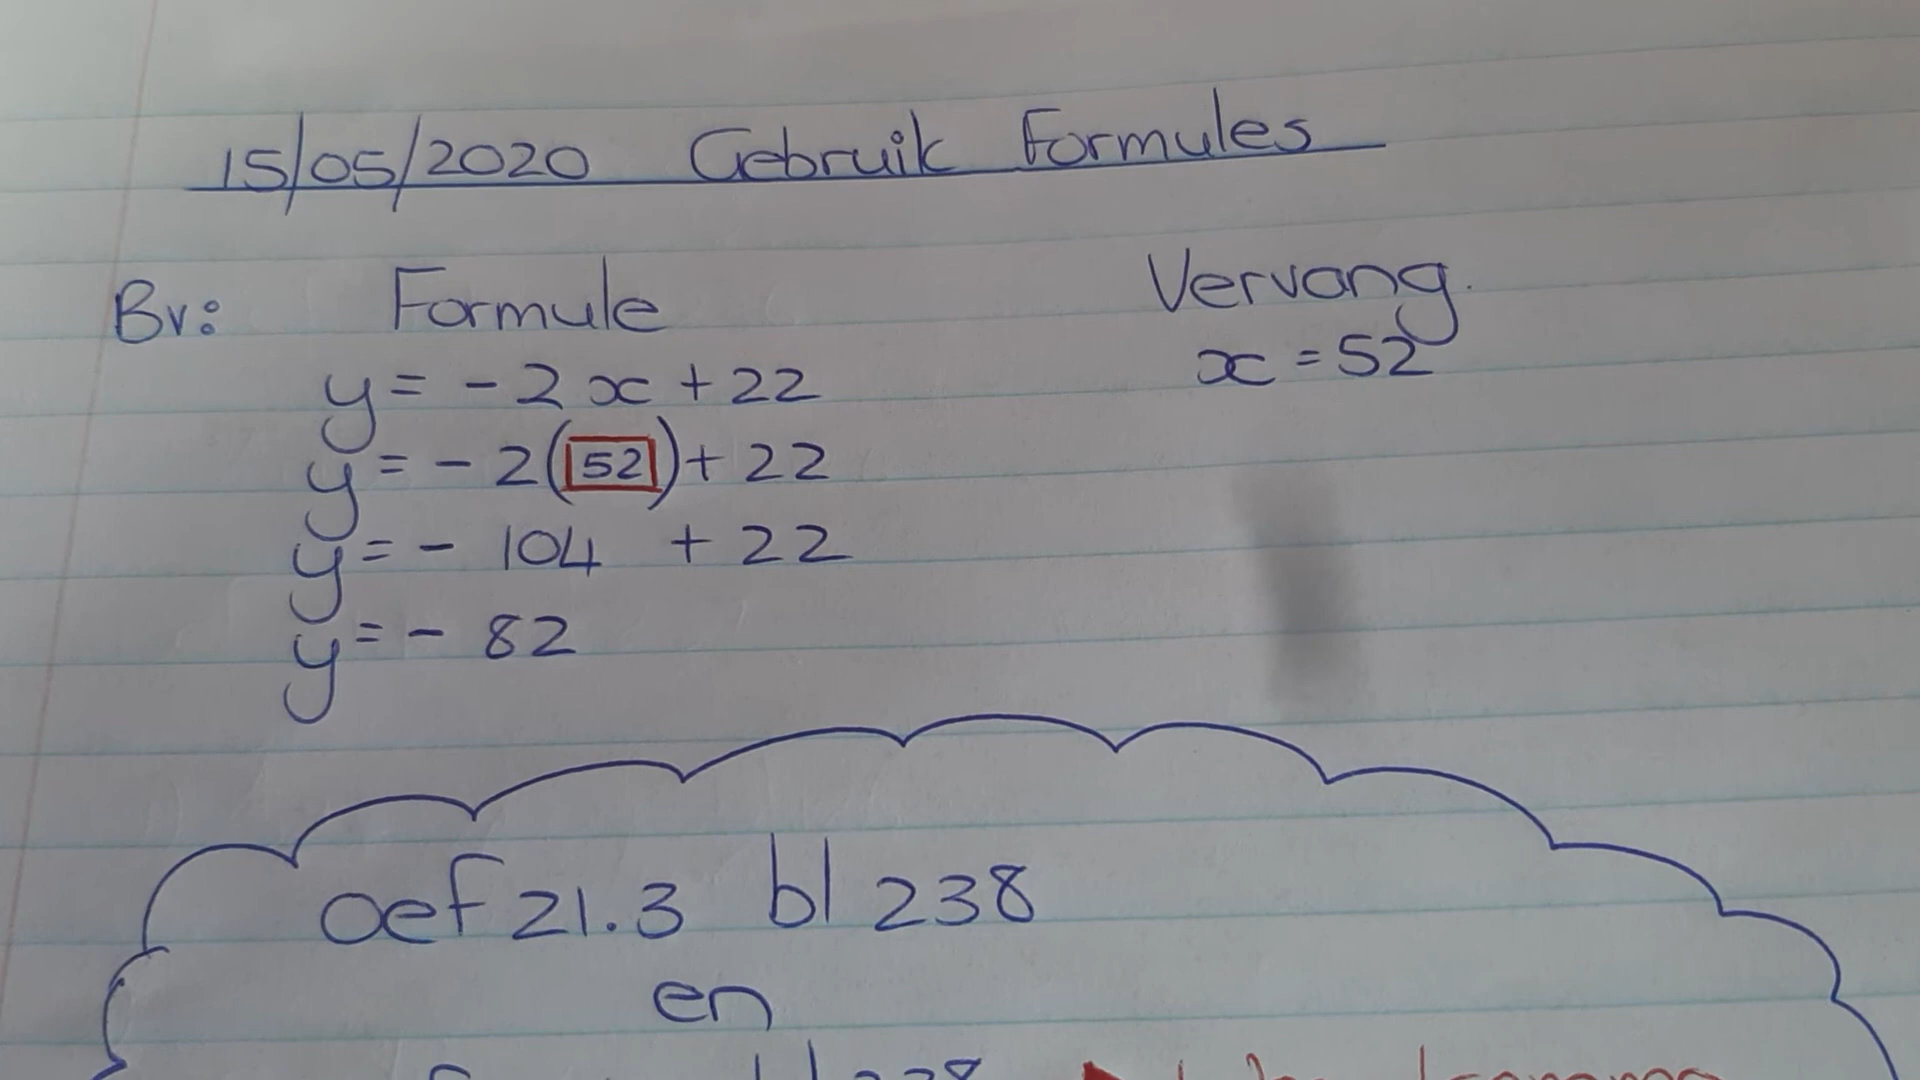 15/05/2020 Gebruik Formules
Bv: Formule Vervang.
y = - 2x + 22 x = 52
y = - 2(52) + 22
y = - 104 + 22
y = - 82
oef 21.3 bl 238
en